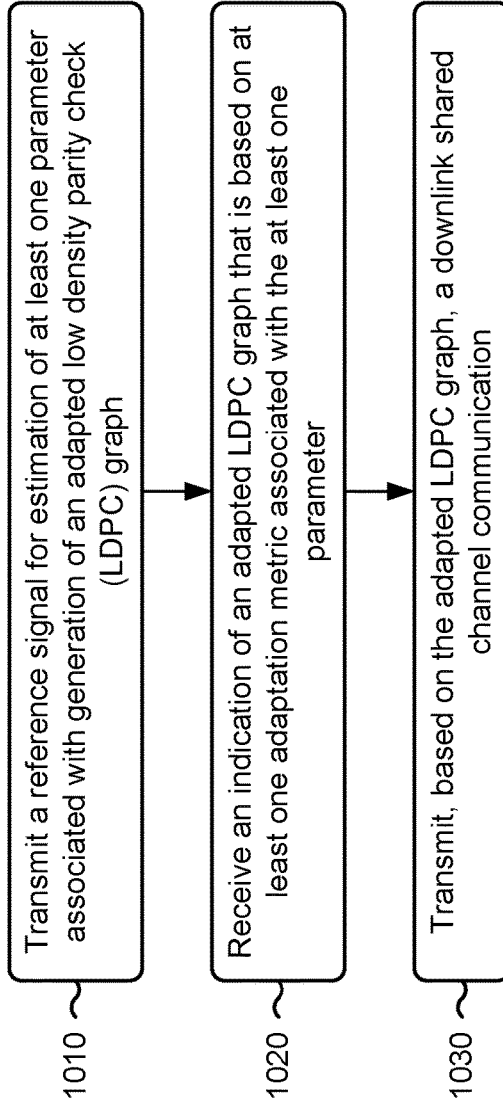 1010
Transmit a reference signal for estimation of at least one parameter
associated with generation of an adapted low density parity check
(LDPC) graph
1020
Receive an indication of an adapted LDPC graph that is based on at
least one adaptation metric associated with the at least one
parameter
1030
Transmit, based on the adapted LDPC graph, a downlink shared
channel communication